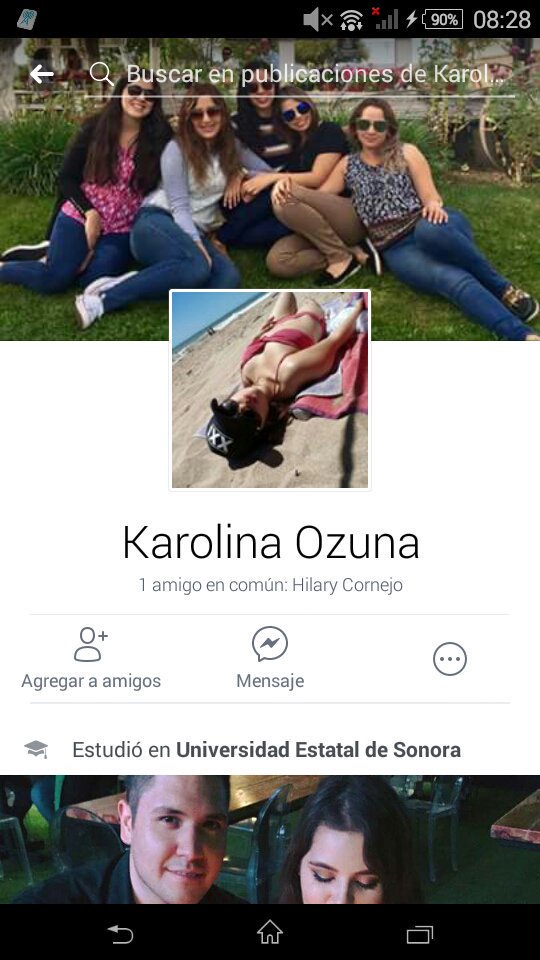 90% 08:28
Buscar en publicaciones de Karol...
XX
Karolina Ozuna
1 amigo en común: Hilary Cornejo
Agregar a amigos Mensaje
Estudió en Universidad Estatal de Sonora